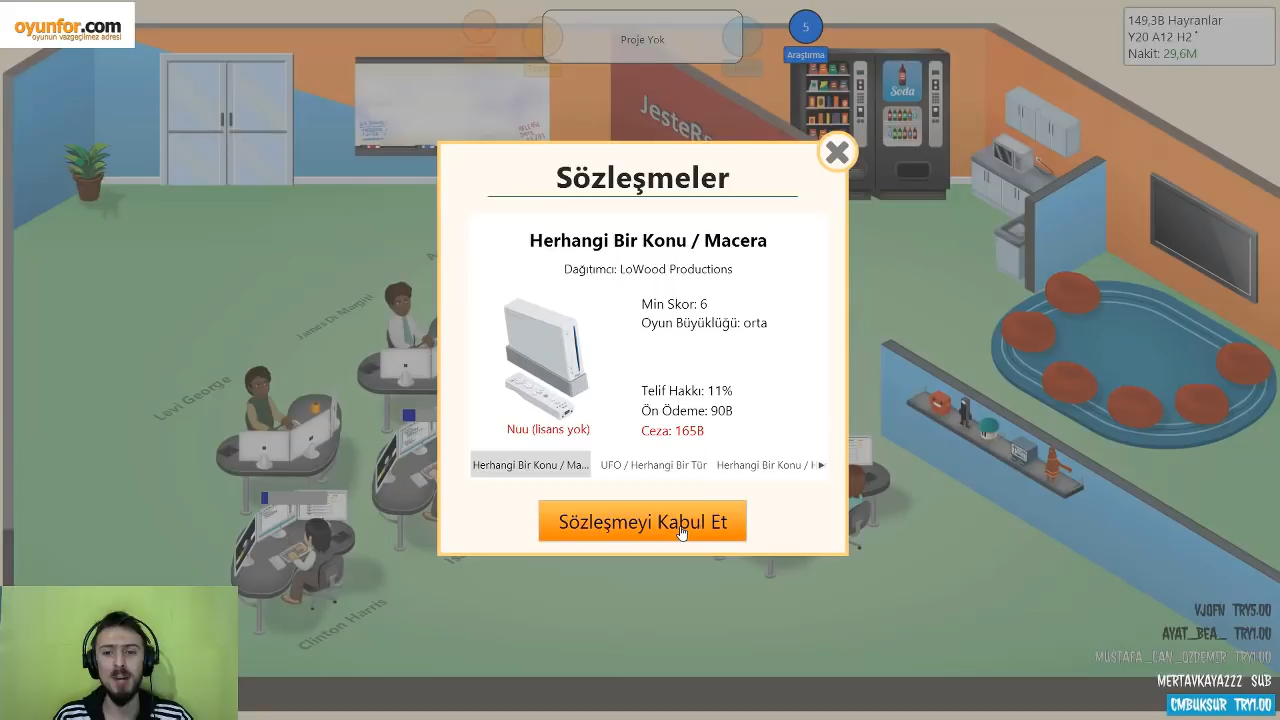 oyunfor.com
oyunun vazgeçilmez adresi
Proje Yok
5
Araştırma
149,3B Hayranlar
Y20 A12 H2
Nakit: 29,6M
Soda
Sözleşmeler
Herhangi Bir Konu / Macera
Dağıtımcı: LoWood Productions
Min Skor: 6
Oyun Büyüklüğü: orta
Telif Hakkı: 11%
Ön Ödeme: 90B
Ceza: 165B
Nuu (lisans yok)
Herhangi Bir Konu / Ma...
UFO / Herhangi Bir Tür
Herhangi Bir Konu / H
Sözleşmeyi Kabul Et
Levi George
Clinton Harris
VJOFN TRY5.00
AYAT_BEA_ TRY1.00
MUSTAFA_CAN_OZDEMIR TRY1.00
MERTAVKAYA222 SUB
CMBUKSUR TRY1.00